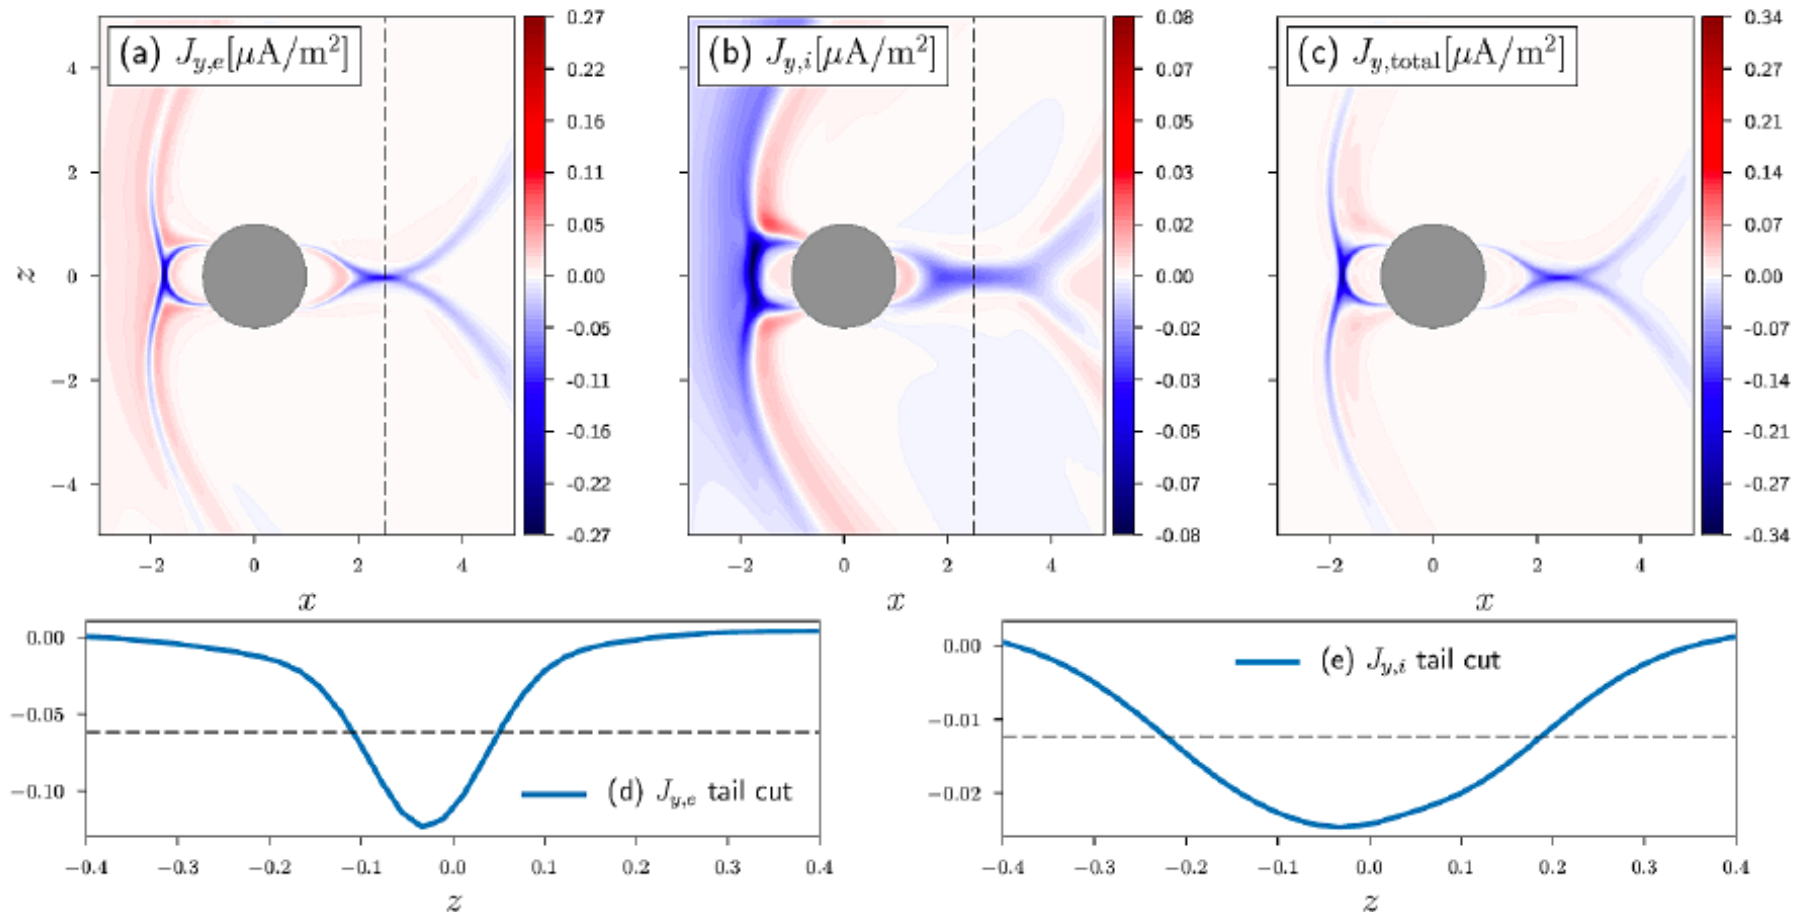 (a) J_{y,e}[μA/m²]
4
2
0
−2
−4
z
−2 0 2 4
x
0.27
0.22
0.16
0.11
0.05
0.00
-0.05
-0.11
-0.16
-0.22
-0.27
(b) J_{y,i}[μA/m²]
−2 0 2 4
x
0.08
0.07
0.05
0.03
0.02
0.00
-0.02
-0.03
-0.05
-0.07
-0.08
(c) J_{y,total}[μA/m²]
−2 0 2 4
x
0.34
0.27
0.21
0.14
0.07
0.00
-0.07
-0.14
-0.21
-0.27
-0.34
0.00
−0.05
−0.10
(d) J_{y,e} tail cut
−0.4 −0.3 −0.2 −0.1 0.0 0.1 0.2 0.3 0.4
z
0.00
−0.01
−0.02
(e) J_{y,i} tail cut
−0.4 −0.3 −0.2 −0.1 0.0 0.1 0.2 0.3 0.4
z